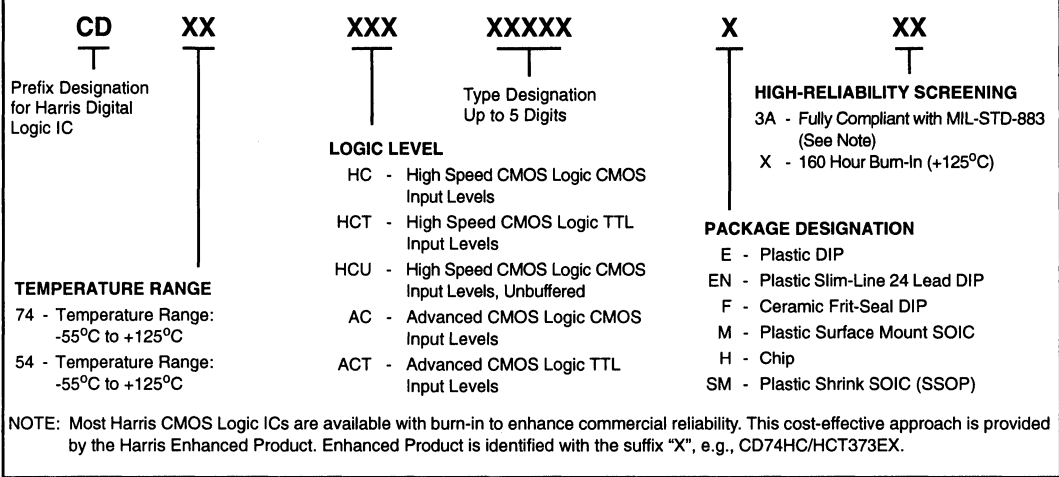 CD XX XXX XXXXX X XX
Prefix Designation
for Harris Digital
Logic IC
Type Designation
Up to 5 Digits
HIGH-RELIABILITY SCREENING
3A - Fully Compliant with MIL-STD-883
(See Note)
X - 160 Hour Burn-In (+125°C)
LOGIC LEVEL
HC - High Speed CMOS Logic CMOS
Input Levels
HCT - High Speed CMOS Logic TTL
Input Levels
HCU - High Speed CMOS Logic CMOS
Input Levels, Unbuffered
AC - Advanced CMOS Logic CMOS
Input Levels
ACT - Advanced CMOS Logic TTL
Input Levels
PACKAGE DESIGNATION
E - Plastic DIP
EN - Plastic Slim-Line 24 Lead DIP
F - Ceramic Frit-Seal DIP
M - Plastic Surface Mount SOIC
H - Chip
SM - Plastic Shrink SOIC (SSOP)
TEMPERATURE RANGE
74 - Temperature Range:
-55°C to +125°C
54 - Temperature Range:
-55°C to +125°C
NOTE: Most Harris CMOS Logic ICs are available with burn-in to enhance commercial reliability. This cost-effective approach is provided
by the Harris Enhanced Product. Enhanced Product is identified with the suffix “X”, e.g., CD74HC/HCT373EX.